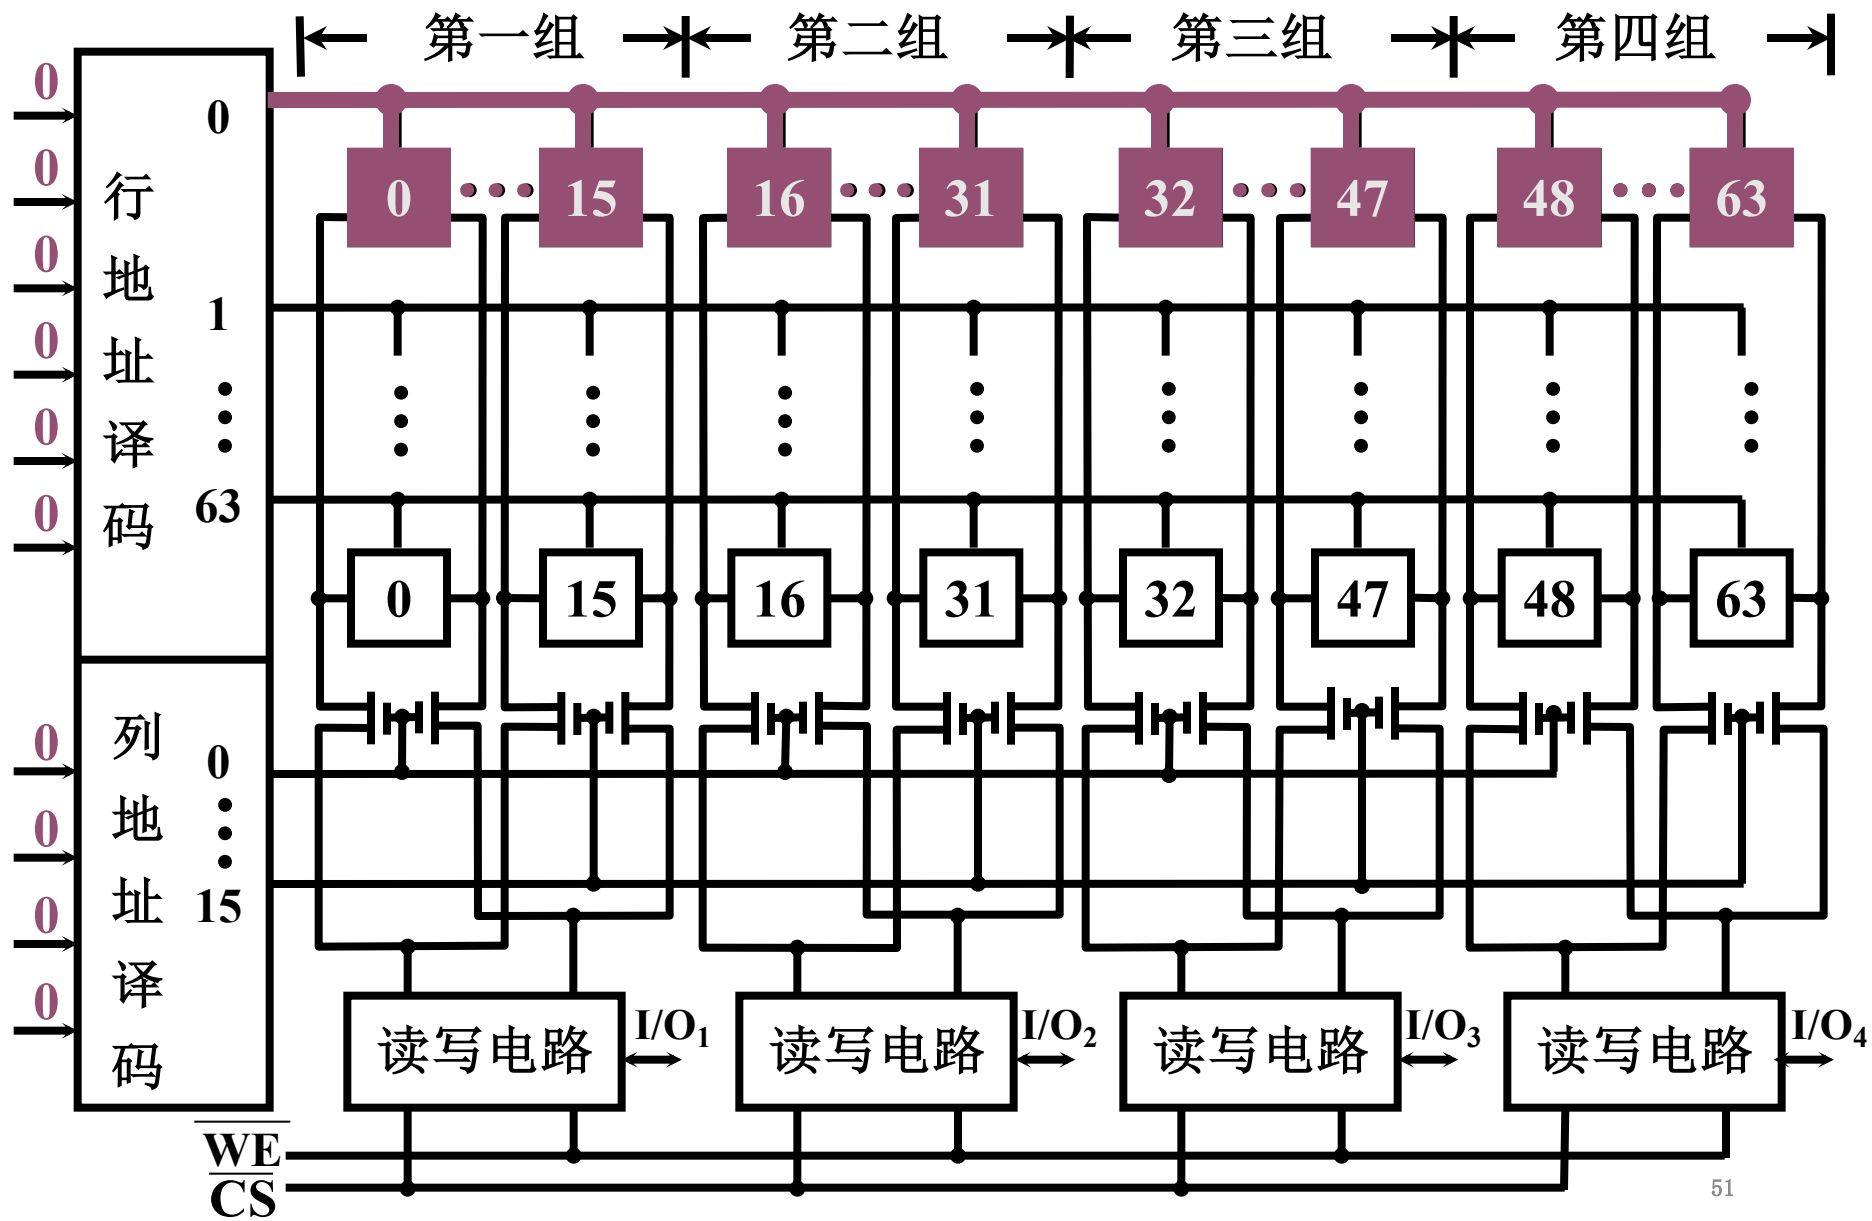 第一组 第二组 第三组 第四组
0 0 0 0 0 0
行地址译码
0
1
63
0 15 16 31 32 47 48 63
0 15 16 31 32 47 48 63
0 0 0 0
列地址译码
0
15
读写电路 I/O₁ 读写电路 I/O₂ 读写电路 I/O₃ 读写电路 I/O₄
W̅E̅
C̅S̅
51